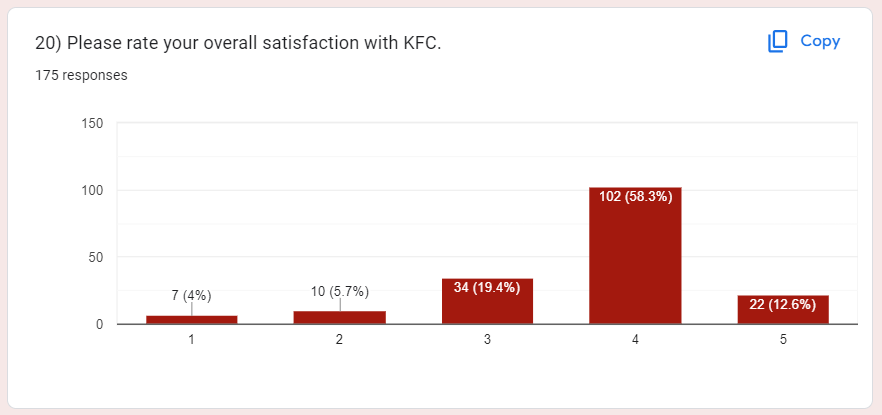 20) Please rate your overall satisfaction with KFC.
Copy
175 responses
150
100
50
0
7 (4%)
10 (5.7%)
34 (19.4%)
102 (58.3%)
22 (12.6%)
1 2 3 4 5